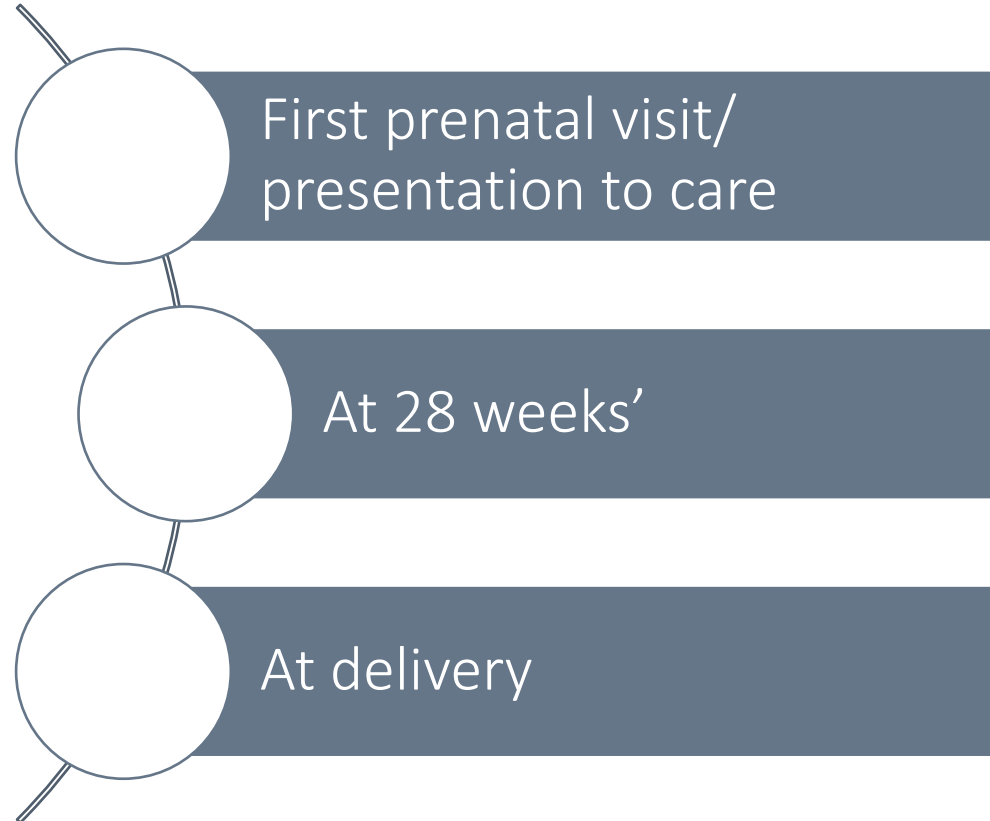 First prenatal visit/
presentation to care
At 28 weeks’
At delivery